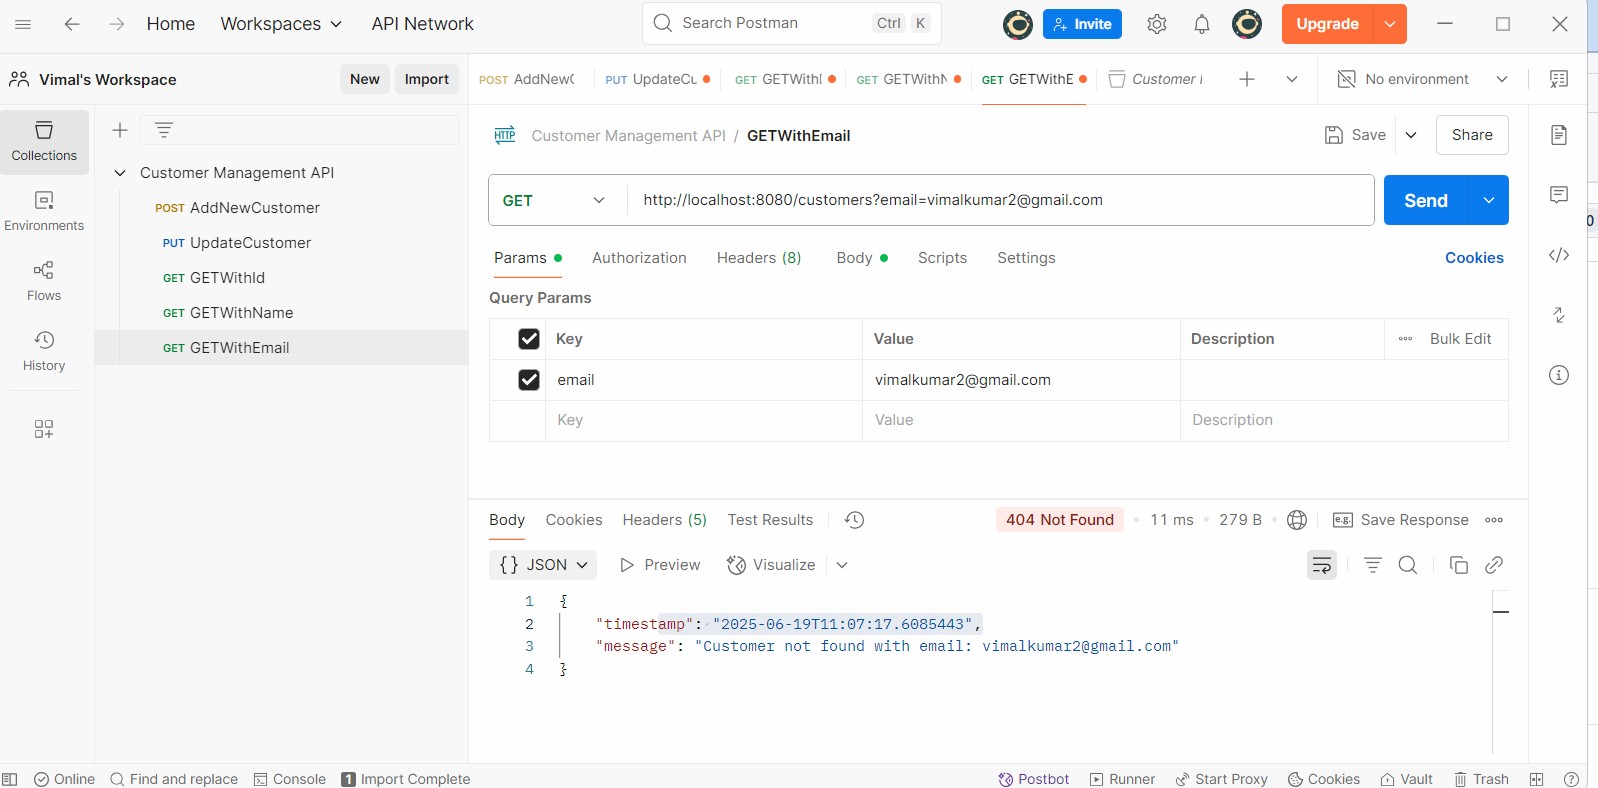 Home Workspaces API Network Search Postman Ctrl K Invite Upgrade
Vimal's Workspace New Import
POST AddNewC PUT UpdateCu GET GETWithI GET GETWithN GET GETWithE Customer No environment
Collections
Environments
Flows
History
Customer Management API
POST AddNewCustomer
PUT UpdateCustomer
GET GETWithId
GET GETWithName
GET GETWithEmail
HTTP Customer Management API / GETWithEmail Save Share
GET http://localhost:8080/customers?email=vimalkumar2@gmail.com Send
Params Authorization Headers (8) Body Scripts Settings Cookies
Query Params
Key Value Description Bulk Edit
email vimalkumar2@gmail.com
Key Value Description
Body Cookies Headers (5) Test Results 404 Not Found 11 ms 279 B e.g. Save Response
{} JSON Preview Visualize
1 {
2 "timestamp": "2025-06-19T11:07:17.6085443",
3 "message": "Customer not found with email: vimalkumar2@gmail.com"
4 }
Online Find and replace Console 1 Import Complete Postbot Runner Start Proxy Cookies Vault Trash